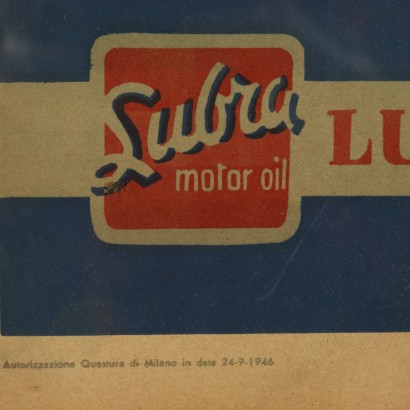 Lubra
motor oil
LU
Autorizzazione Questura di Milano in data 24-9-1946